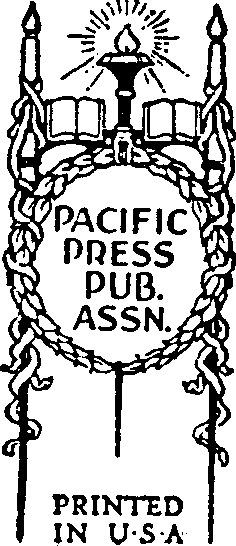 PACIFIC
PRESS
PUB.
ASSN.
PRINTED
IN U·S·A